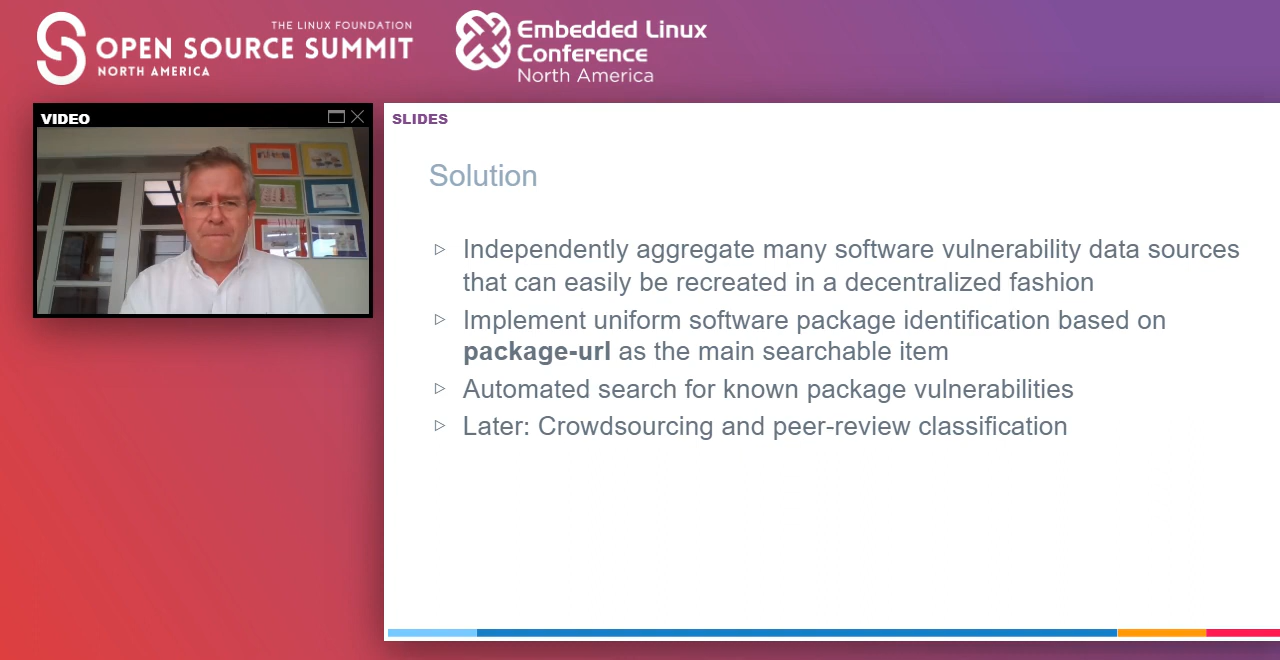 THE LINUX FOUNDATION
OPEN SOURCE SUMMIT
NORTH AMERICA
Embedded Linux
Conference
North America
VIDEO
SLIDES
Solution
▷ Independently aggregate many software vulnerability data sources
that can easily be recreated in a decentralized fashion
▷ Implement uniform software package identification based on
package-url as the main searchable item
▷ Automated search for known package vulnerabilities
▷ Later: Crowdsourcing and peer-review classification